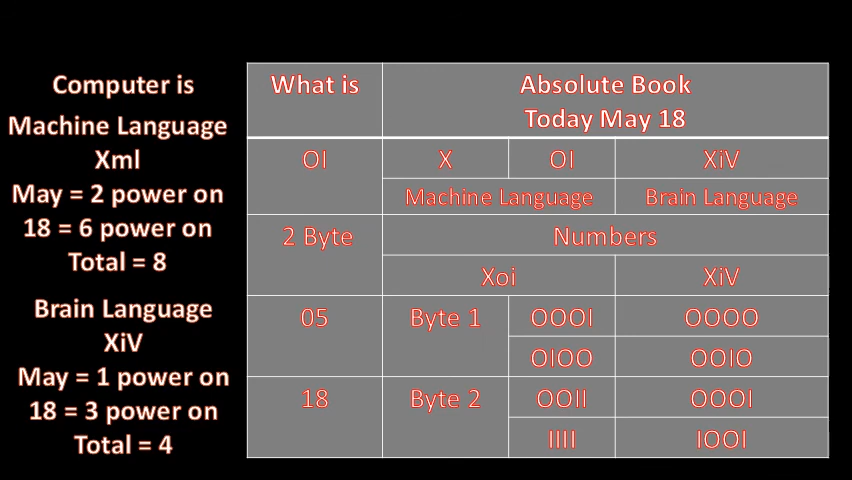 Computer is
Machine Language
Xml
May = 2 power on
18 = 6 power on
Total = 8
Brain Language
XiV
May = 1 power on
18 = 3 power on
Total = 4
What is
Absolute Book
Today May 18
OI
X
OI
XiV
Machine Language
Brain Language
2 Byte
Numbers
Xoi
XiV
05
Byte 1
OOOI
OOOO
OIOO
OOIO
18
Byte 2
OOII
OOOI
IIII
IOOI